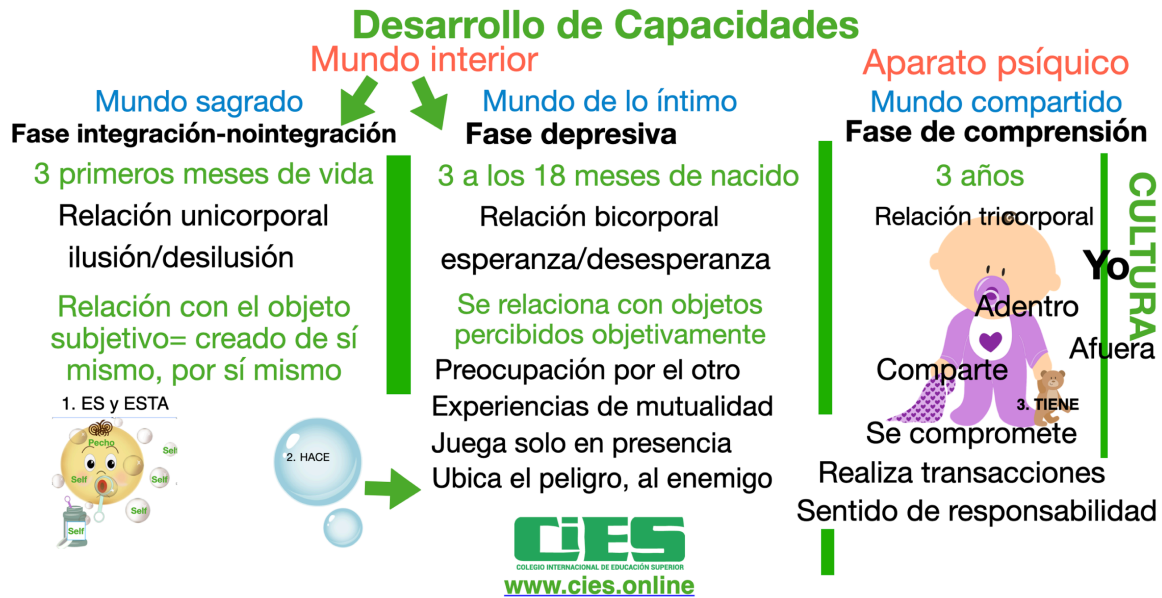 Desarrollo de Capacidades
Mundo interior
Mundo sagrado
Fase integración-nointegración
3 primeros meses de vida
Relación unicorporal
ilusión/desilusión
Relación con el objeto
subjetivo= creado de sí
mismo, por sí mismo
1. ES y ESTA
Pecho
Self
Self
Self
Self
Self
2. HACE
Mundo de lo íntimo
Fase depresiva
3 a los 18 meses de nacido
Relación bicorporal
esperanza/desesperanza
Se relaciona con objetos
percibidos objetivamente
Preocupación por el otro
Experiencias de mutualidad
Juega solo en presencia
Ubica el peligro, al enemigo
Aparato psíquico
Mundo compartido
Fase de comprensión
3 años
Relación tricorporal
Yo
Adentro
Afuera
Comparte
3. TIENE
Se compromete
Realiza transacciones
Sentido de responsabilidad
CULTURA
CiES
COLEGIO INTERNACIONAL DE EDUCACIÓN SUPERIOR
www.cies.online